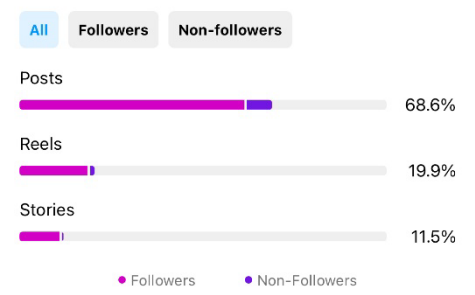 All Followers Non-followers
Posts
68.6%
Reels
19.9%
Stories
11.5%
Followers Non-Followers